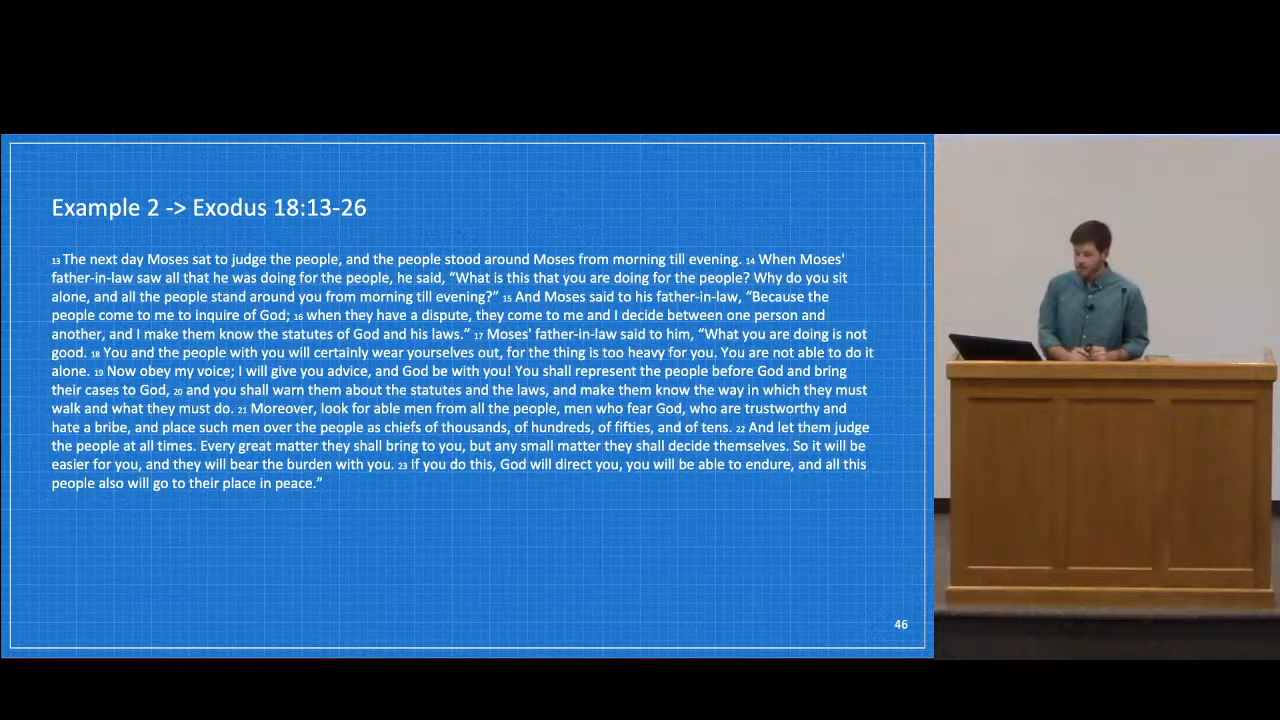 Example 2 -> Exodus 18:13-26
13 The next day Moses sat to judge the people, and the people stood around Moses from morning till evening. 14 When Moses'
father-in-law saw all that he was doing for the people, he said, “What is this that you are doing for the people? Why do you sit
alone, and all the people stand around you from morning till evening?” 15 And Moses said to his father-in-law, “Because the
people come to me to inquire of God; 16 when they have a dispute, they come to me and I decide between one person and
another, and I make them know the statutes of God and his laws.” 17 Moses' father-in-law said to him, “What you are doing is not
good. 18 You and the people with you will certainly wear yourselves out, for the thing is too heavy for you. You are not able to do it
alone. 19 Now obey my voice; I will give you advice, and God be with you! You shall represent the people before God and bring
their cases to God, 20 and you shall warn them about the statutes and the laws, and make them know the way in which they must
walk and what they must do. 21 Moreover, look for able men from all the people, men who fear God, who are trustworthy and
hate a bribe, and place such men over the people as chiefs of thousands, of hundreds, of fifties, and of tens. 22 And let them judge
the people at all times. Every great matter they shall bring to you, but any small matter they shall decide themselves. So it will be
easier for you, and they will bear the burden with you. 23 If you do this, God will direct you, you will be able to endure, and all this
people also will go to their place in peace.”
46